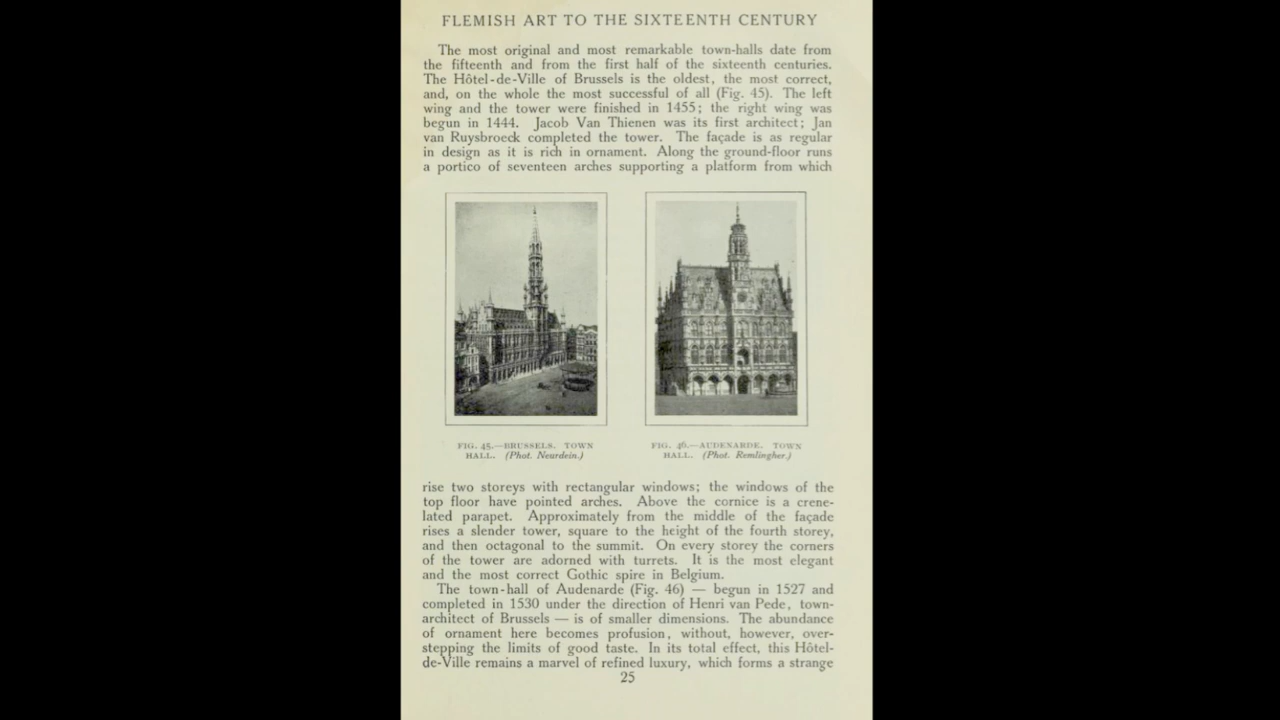 FLEMISH ART TO THE SIXTEENTH CENTURY
The most original and most remarkable town-halls date from
the fifteenth and from the first half of the sixteenth centuries.
The Hôtel-de-Ville of Brussels is the oldest, the most correct,
and, on the whole the most successful of all (Fig. 45). The left
wing and the tower were finished in 1455; the right wing was
begun in 1444. Jacob Van Thienen was its first architect; Jan
van Ruysbroeck completed the tower. The façade is as regular
in design as it is rich in ornament. Along the ground-floor runs
a portico of seventeen arches supporting a platform from which
FIG. 45.—BRUSSELS. TOWN
HALL. (Phot. Neurdein.)
FIG. 46.—AUDENARDE. TOWN
HALL. (Phot. Remlingher.)
rise two storeys with rectangular windows; the windows of the
top floor have pointed arches. Above the cornice is a crene-
lated parapet. Approximately from the middle of the façade
rises a slender tower, square to the height of the fourth storey,
and then octagonal to the summit. On every storey the corners
of the tower are adorned with turrets. It is the most elegant
and the most correct Gothic spire in Belgium.
The town-hall of Audenarde (Fig. 46) — begun in 1527 and
completed in 1530 under the direction of Henri van Pede, town-
architect of Brussels — is of smaller dimensions. The abundance
of ornament here becomes profusion, without, however, over-
stepping the limits of good taste. In its total effect, this Hôtel-
de-Ville remains a marvel of refined luxury, which forms a strange
25